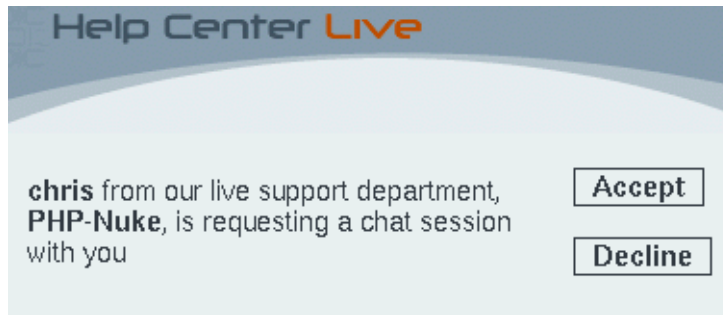 Help Center Live
chris from our live support department,
Accept
PHP-Nuke, is requesting a chat session
with you
Decline